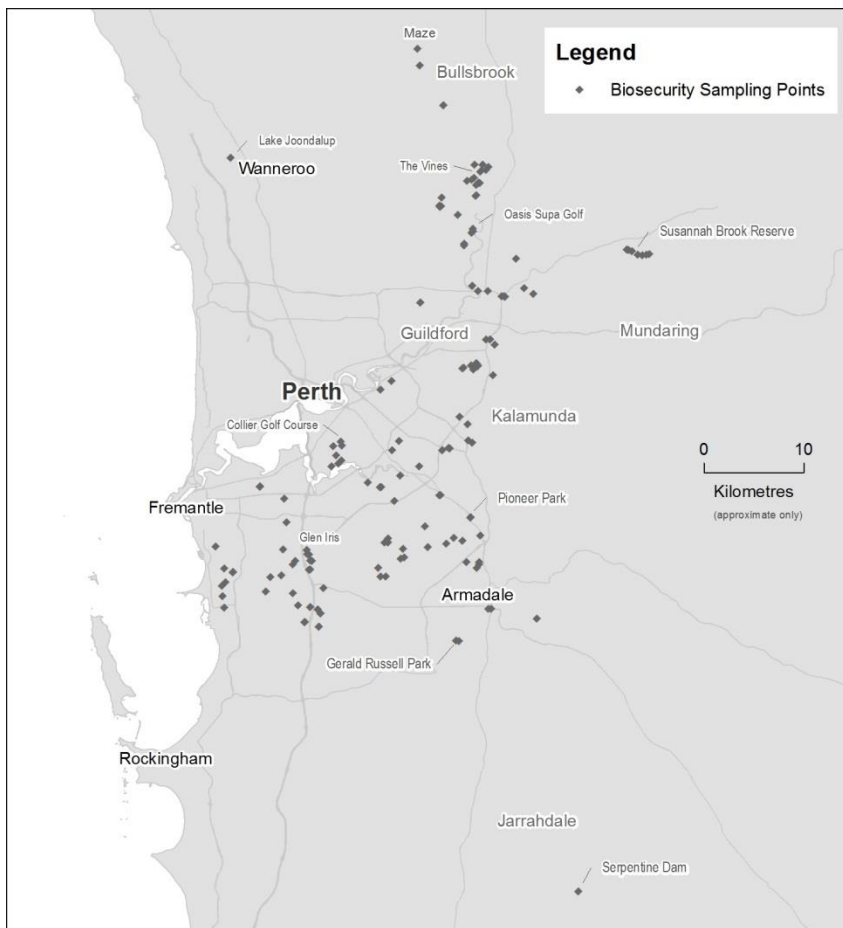 Maze
Bullsbrook
Legend
Biosecurity Sampling Points
Lake Joondalup
Wanneroo
The Vines
Oasis Supa Golf
Susannah Brook Reserve
Guildford
Mundaring
Perth
Collier Golf Course
Kalamunda
0 10
Kilometres
(approximate only)
Fremantle
Pioneer Park
Glen Iris
Armadale
Gerald Russell Park
Rockingham
Jarrahdale
Serpentine Dam